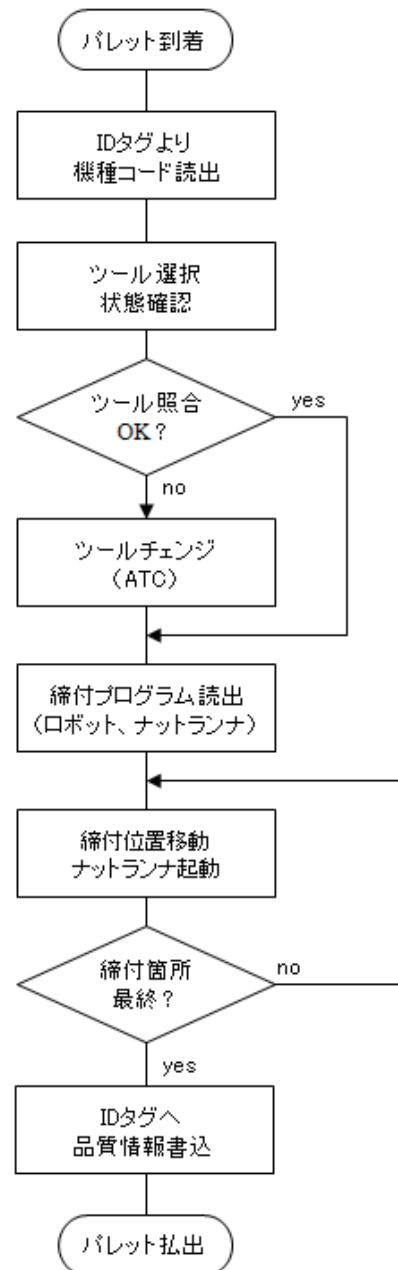 パレット到着
IDタグより
機種コード読出
ツール選択
状態確認
ツール照合
OK？
yes
no
ツールチェンジ
（ATC）
締付プログラム読出
（ロボット、ナットランナ）
締付位置移動
ナットランナ起動
締付箇所
最終？
no
yes
IDタグへ
品質情報書込
パレット払出